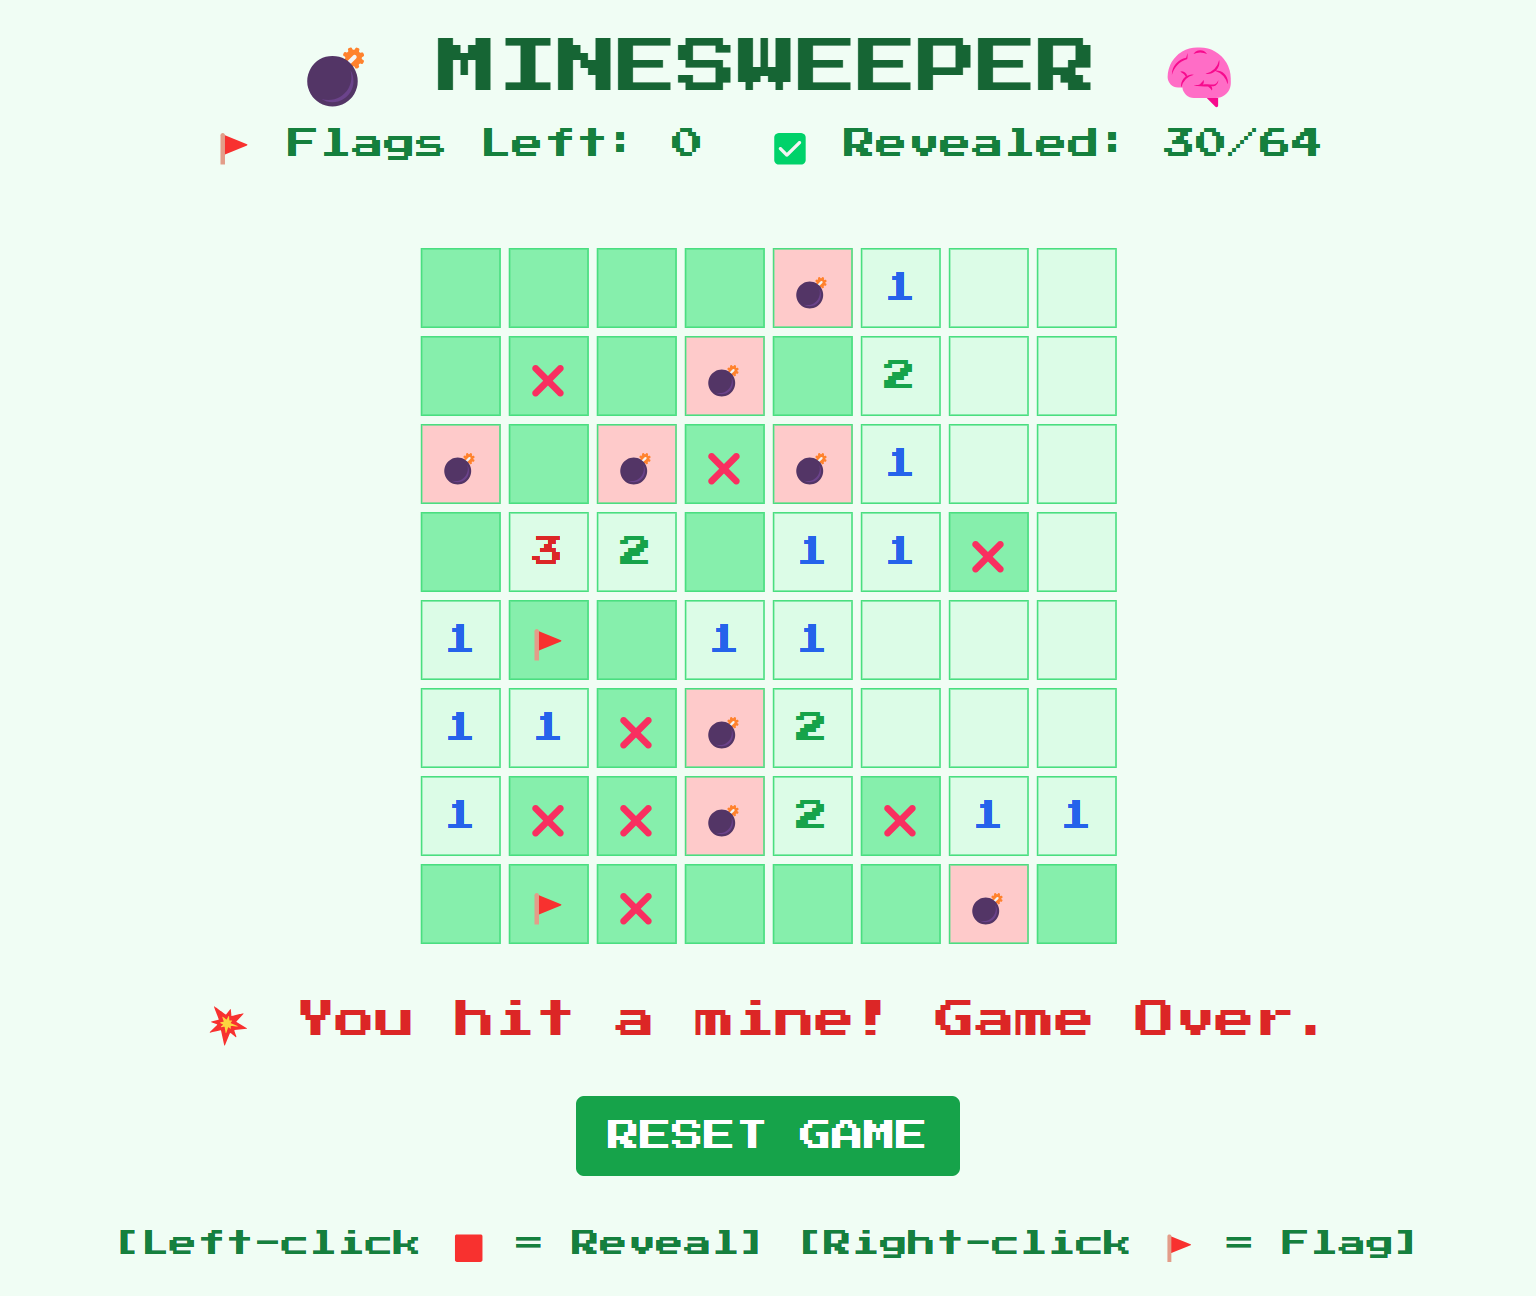 MINESWEEPER
Flags Left: 0 Revealed: 30/64
1
2
1
3 2 1 1
1 1 1
1 1 2
1 2 1 1
You hit a mine! Game Over.
RESET GAME
[Left-click = Reveal] [Right-click = Flag]